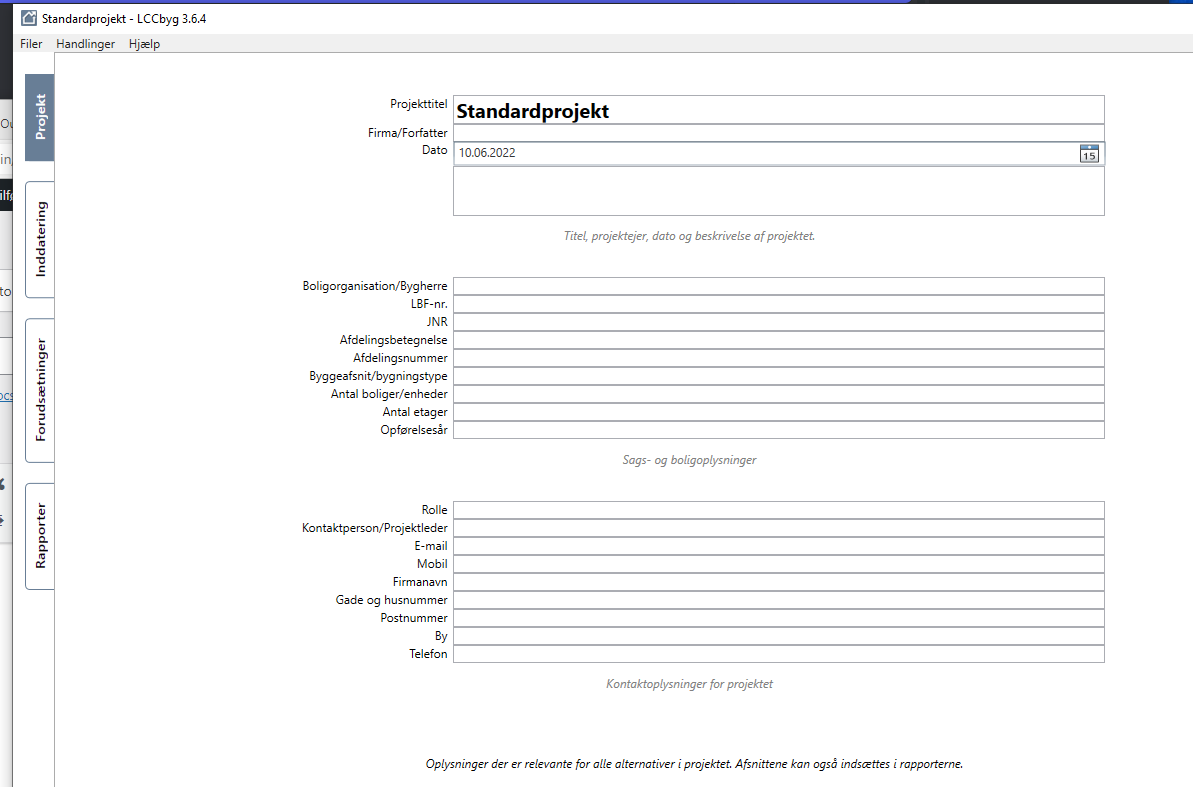 Standardprojekt - LCCbyg 3.6.4
Filer Handlinger Hjælp
Projekt
Inddatering
Forudsætninger
Rapporter
Projekttitel Standardprojekt
Firma/Forfatter
Dato 10.06.2022 15
Titel, projektejer, dato og beskrivelse af projektet.
Boligorganisation/Bygherre
LBF-nr.
JNR
Afdelingsbetegnelse
Afdelingsnummer
Byggeafsnit/bygningstype
Antal boliger/enheder
Antal etager
Opførelsesår
Sags- og boligoplysninger
Rolle
Kontaktperson/Projektleder
E-mail
Mobil
Firmanavn
Gade og husnummer
Postnummer
By
Telefon
Kontaktoplysninger for projektet
Oplysninger der er relevante for alle alternativer i projektet. Afsnittene kan også indsættes i rapporterne.